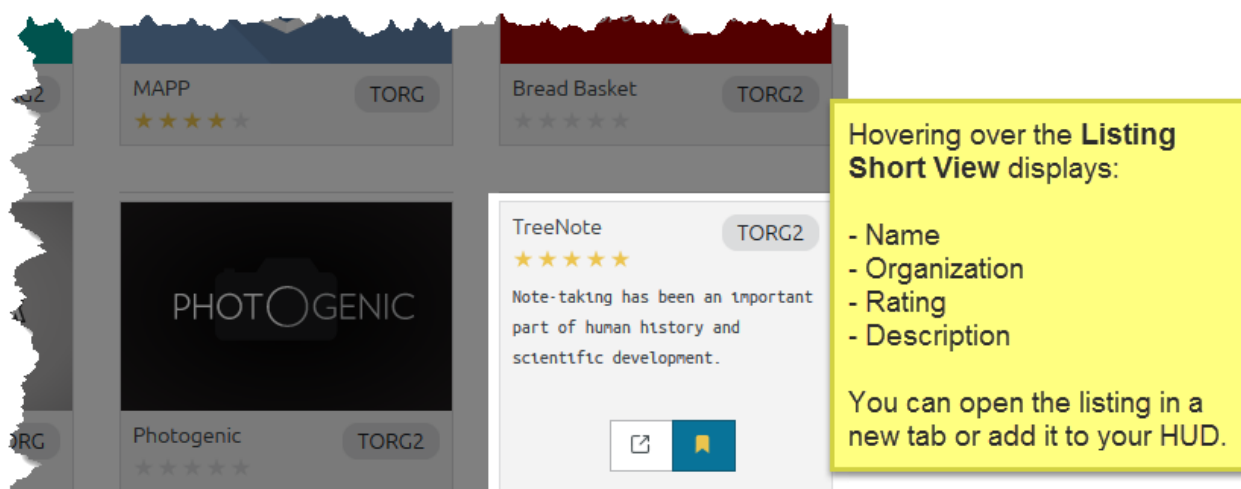 MAPP
TORG
Bread Basket
TORG2
Hovering over the Listing
Short View displays:
- Name
- Organization
- Rating
- Description
You can open the listing in a
new tab or add it to your HUD.
TreeNote
TORG2
Note-taking has been an important
part of human history and
scientific development.
PHOTOGENIC
Photogenic
TORG2